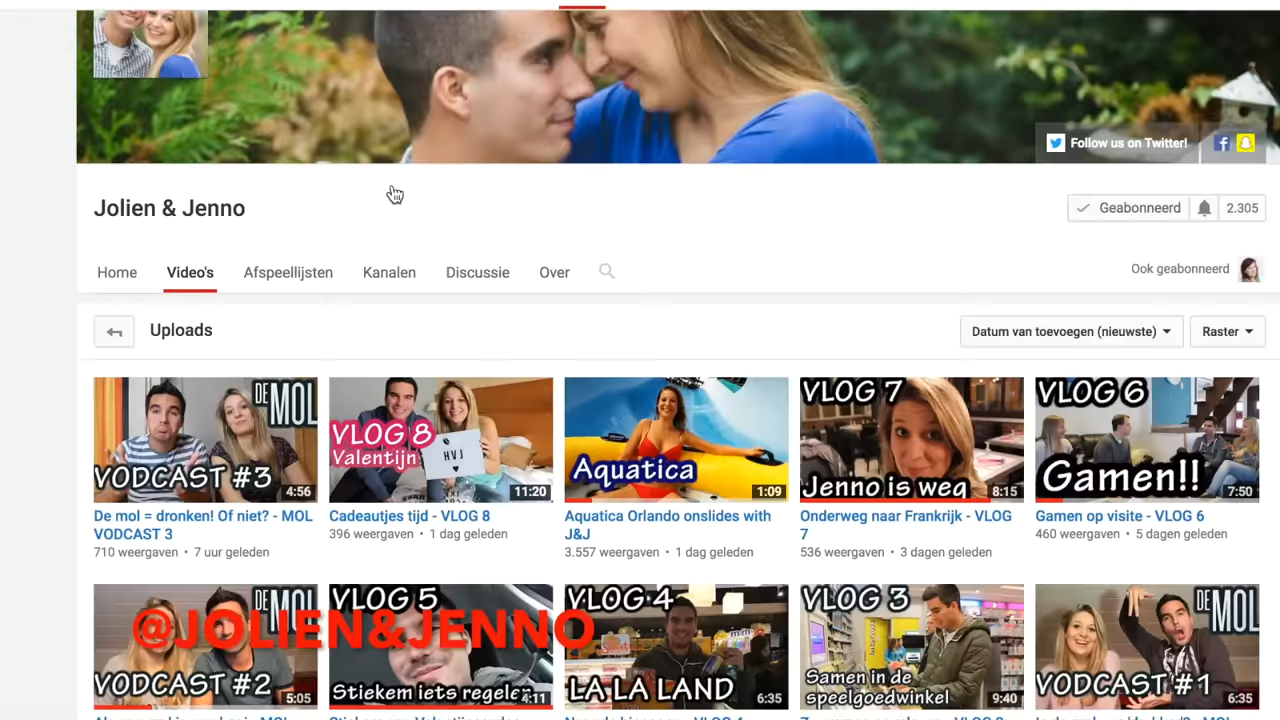 Follow us on Twitter!
Jolien & Jenno
Geabonneerd
2.305
Home
Video's
Afspeellijsten
Kanalen
Discussie
Over
Ook geabonneerd
Uploads
Datum van toevoegen (nieuwste)
Raster
DE MOL
VODCAST #3
4:56
De mol = dronken! Of niet? - MOL
VODCAST 3
710 weergaven • 7 uur geleden
VLOG 8
Valentijn
HVJ
11:20
Cadeautjes tijd - VLOG 8
396 weergaven • 1 dag geleden
Aquatica
1:09
Aquatica Orlando onslides with
J&J
3.557 weergaven • 1 dag geleden
VLOG 7
Jenno is weg
8:15
Onderweg naar Frankrijk - VLOG
7
536 weergaven • 3 dagen geleden
VLOG 6
Gamen!!
7:50
Gamen op visite - VLOG 6
460 weergaven • 5 dagen geleden
DE MOL
@JOLIEN&JENNO
VODCAST #2
5:05
VLOG 5
Stiekem iets regelen
4:11
VLOG 4
LA LA LAND
6:35
VLOG 3
Samen in de
speelgoedwinkel
9:40
DE MOL
VODCAST #1
6:35